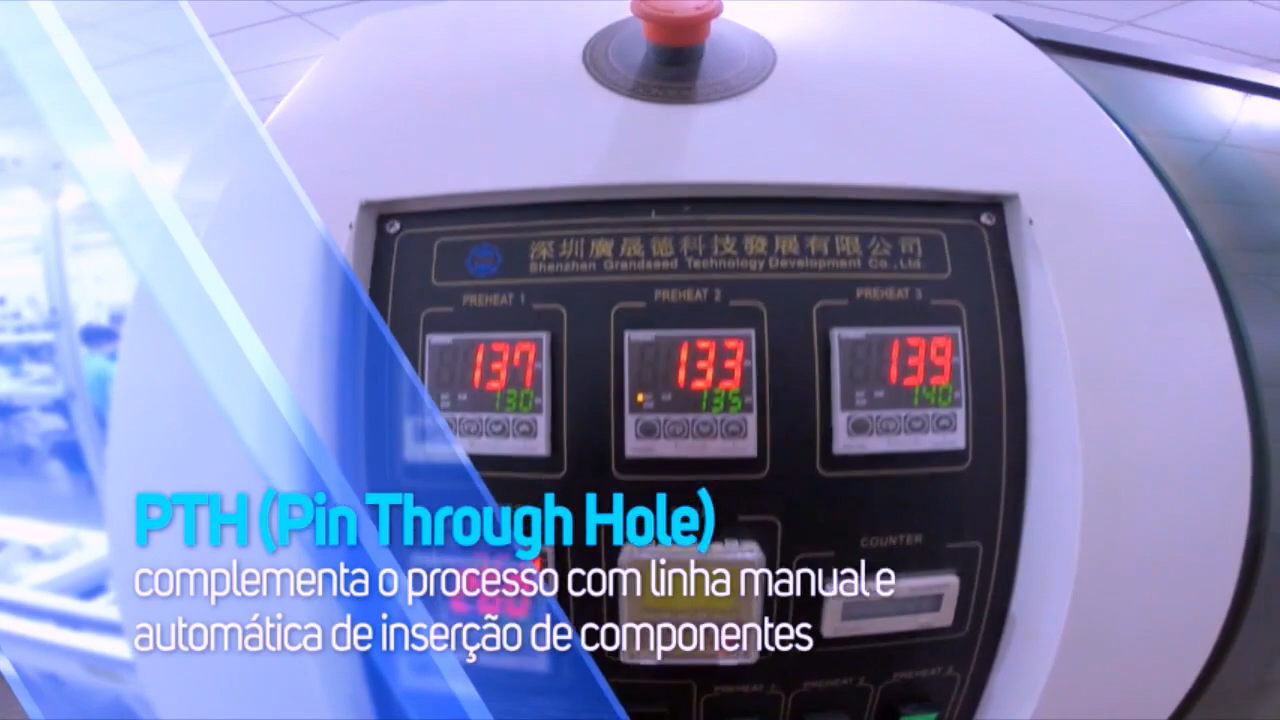 深圳廣晟德科技發展有限公司
Shenzhen Grandseed Technology Development Co.,Ltd.
PREHEAT 1 PREHEAT 2 PREHEAT 3
137 133 139
130 135 140
PTH (Pin Through Hole)
COUNTER
complementa o processo com linha manual e
automática de inserção de componentes